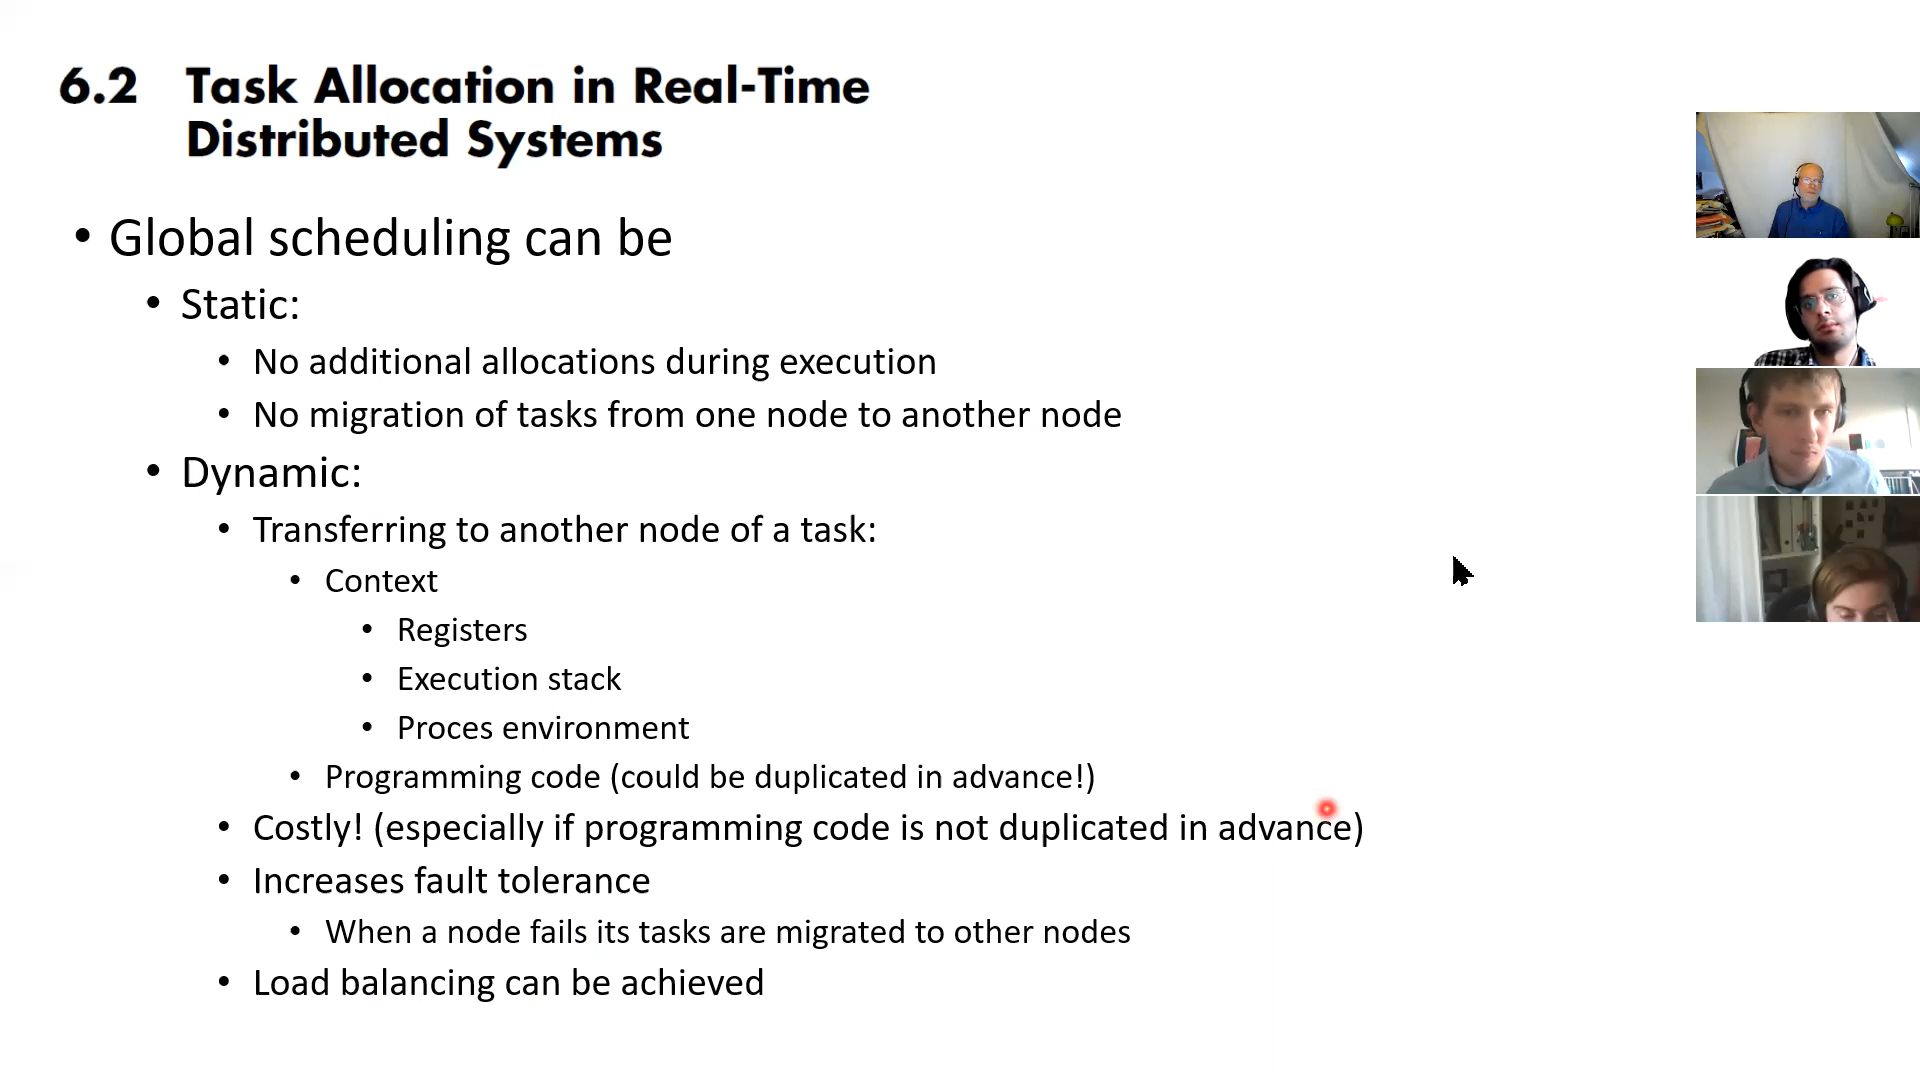 6.2 Task Allocation in Real-Time
Distributed Systems
• Global scheduling can be
• Static:
• No additional allocations during execution
• No migration of tasks from one node to another node
• Dynamic:
• Transferring to another node of a task:
• Context
• Registers
• Execution stack
• Proces environment
• Programming code (could be duplicated in advance!)
• Costly! (especially if programming code is not duplicated in advance)
• Increases fault tolerance
• When a node fails its tasks are migrated to other nodes
• Load balancing can be achieved